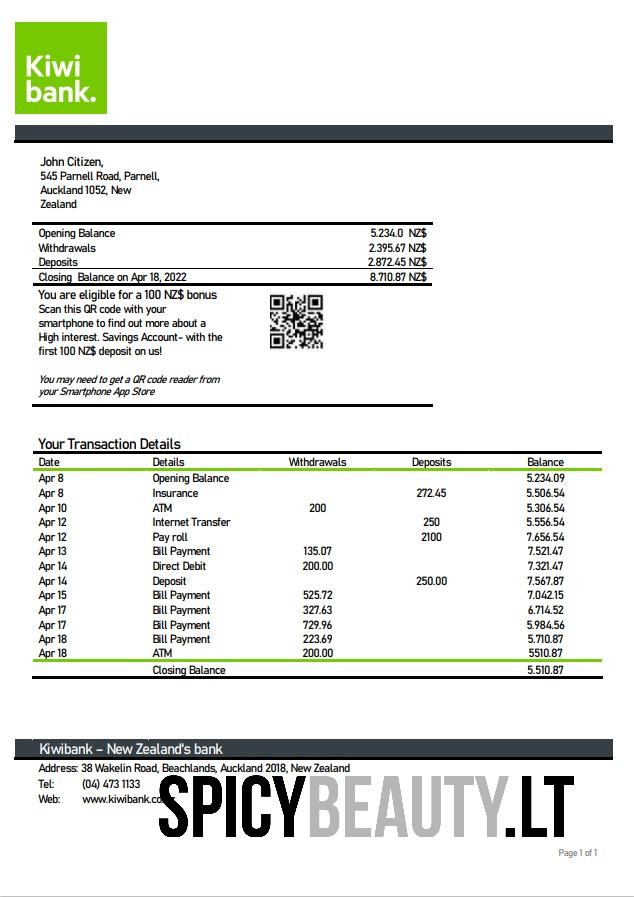 Kiwi
bank.
John Citizen,
545 Parnell Road, Parnell,
Auckland 1052, New
Zealand
Opening Balance 5.234.0 NZ$
Withdrawals 2.395.67 NZ$
Deposits 2.872.45 NZ$
Closing Balance on Apr 18, 2022 8.710.87 NZ$
You are eligible for a 100 NZ$ bonus
Scan this QR code with your
smartphone to find out more about a
High interest. Savings Account- with the
first 100 NZ$ deposit on us!
You may need to get a QR code reader from
your Smartphone App Store
Your Transaction Details
Date Details Withdrawals Deposits Balance
Apr 8 Opening Balance 5.234.09
Apr 8 Insurance 272.45 5.506.54
Apr 10 ATM 200 5.306.54
Apr 12 Internet Transfer 250 5.556.54
Apr 12 Pay roll 2100 7.656.54
Apr 13 Bill Payment 135.07 7.521.47
Apr 14 Direct Debit 200.00 7.321.47
Apr 14 Deposit 250.00 7.567.87
Apr 15 Bill Payment 525.72 7.042.15
Apr 17 Bill Payment 327.63 6.714.52
Apr 17 Bill Payment 729.96 5.984.56
Apr 18 Bill Payment 223.69 5.710.87
Apr 18 ATM 200.00 5510.87
Closing Balance 5.510.87
Kiwibank – New Zealand's bank
Address: 38 Wakelin Road, Beachlands, Auckland 2018, New Zealand
Tel: (04) 473 1133
Web: www.kiwibank.co
SPICYBEAUTY.LT
Page 1 of 1